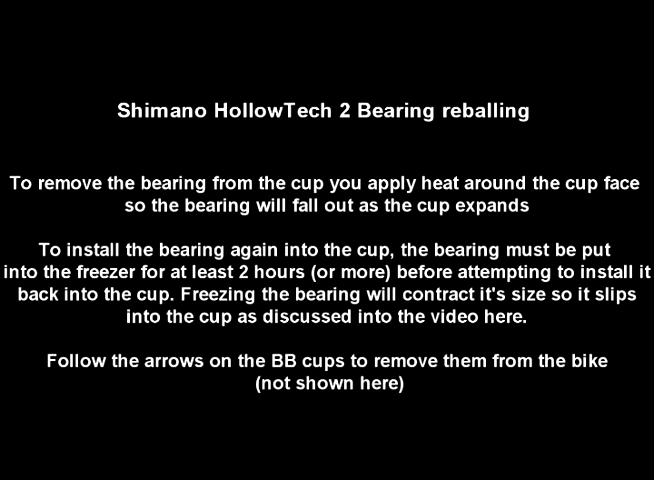 Shimano HollowTech 2 Bearing reballing
To remove the bearing from the cup you apply heat around the cup face
so the bearing will fall out as the cup expands
To install the bearing again into the cup, the bearing must be put
into the freezer for at least 2 hours (or more) before attempting to install it
back into the cup. Freezing the bearing will contract it's size so it slips
into the cup as discussed into the video here.
Follow the arrows on the BB cups to remove them from the bike
(not shown here)